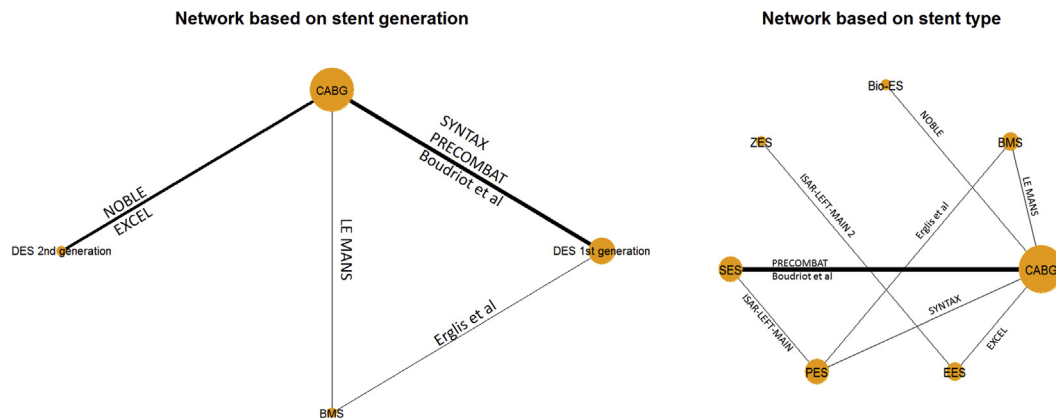 Network based on stent generation
CABG
SYNTAX
PRECOMBAT
Boudriot et al
NOBLE
EXCEL
LE MANS
DES 2nd generation
DES 1st generation
Erglis et al
BMS
Network based on stent type
Bio-ES
NOBLE
ZES
BMS
ISAR-LEFT-MAIN 2
LE MANS
Erglis et al
SES
PRECOMBAT
Boudriot et al
CABG
ISAR-LEFT-MAIN
SYNTAX
EXCEL
PES
EES